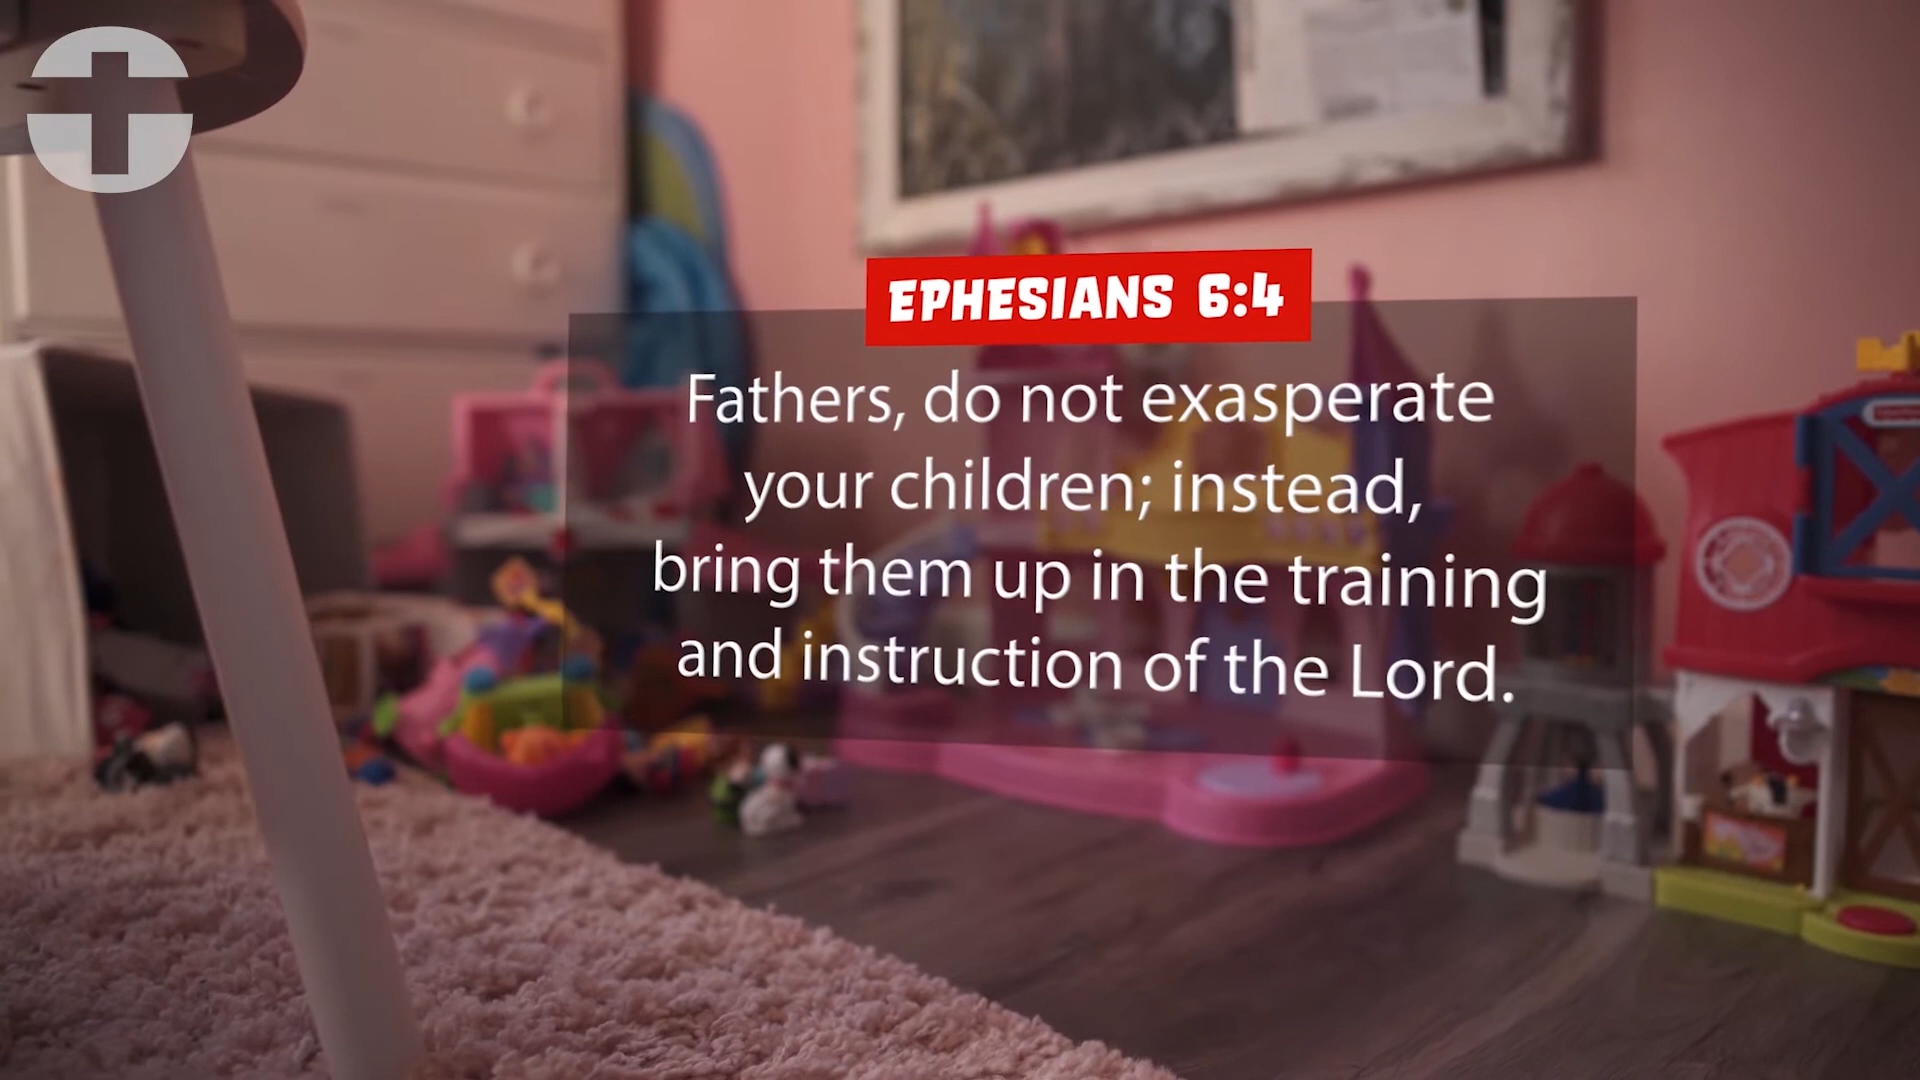 EPHESIANS 6:4
Fathers, do not exasperate
your children; instead,
bring them up in the training
and instruction of the Lord.